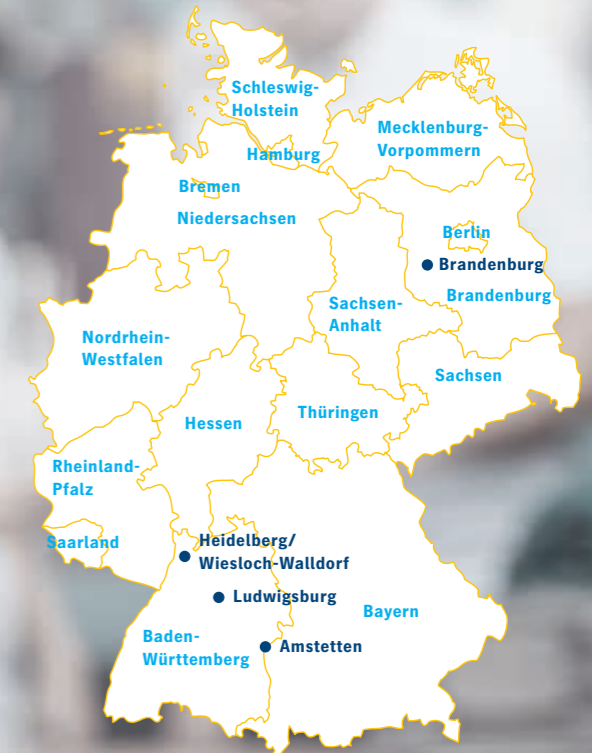 Schleswig-
Holstein
Mecklenburg-
Vorpommern
Hamburg
Bremen
Niedersachsen
Berlin
Brandenburg
Brandenburg
Sachsen-
Anhalt
Nordrhein-
Westfalen
Sachsen
Thüringen
Hessen
Rheinland-
Pfalz
Saarland
Heidelberg/
Wiesloch-Walldorf
Ludwigsburg
Bayern
Baden-
Württemberg
Amstetten